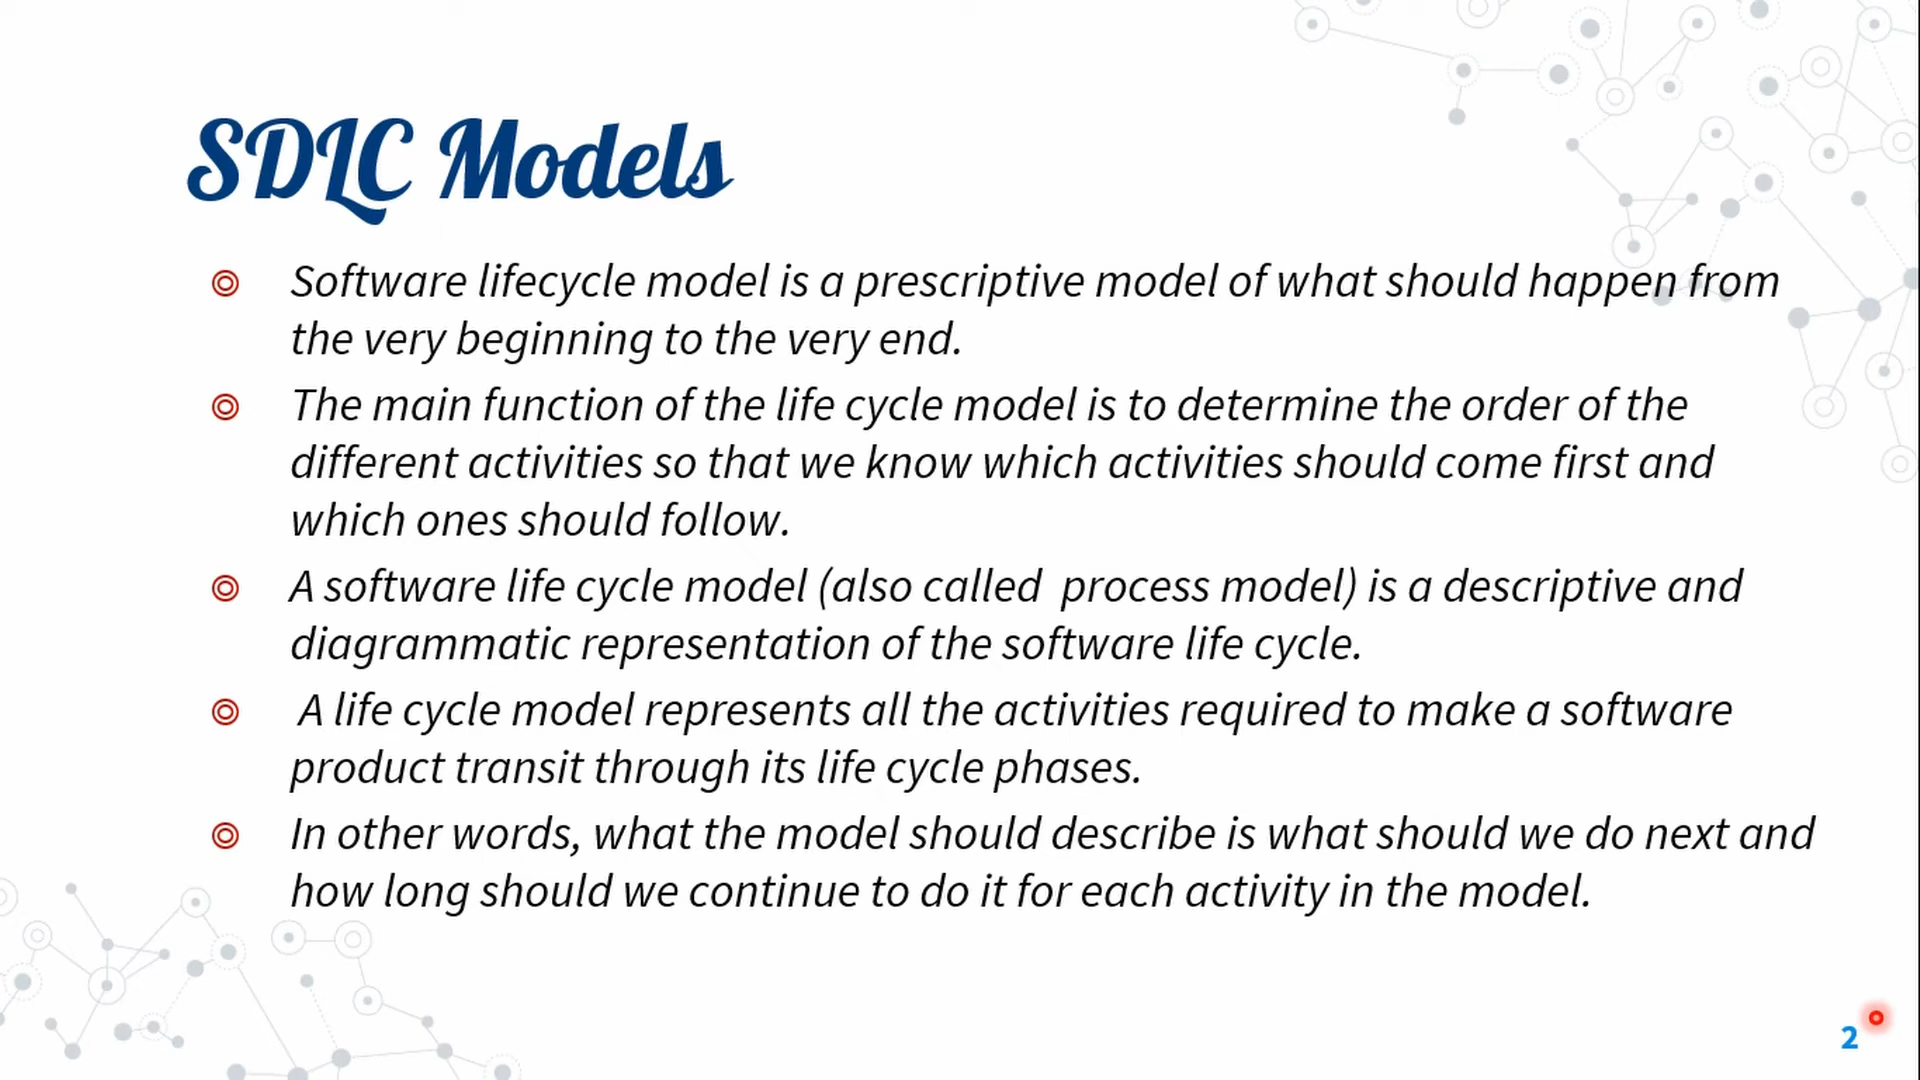 SDLC Models
Software lifecycle model is a prescriptive model of what should happen from
the very beginning to the very end.
The main function of the life cycle model is to determine the order of the
different activities so that we know which activities should come first and
which ones should follow.
A software life cycle model (also called  process model) is a descriptive and
diagrammatic representation of the software life cycle.
A life cycle model represents all the activities required to make a software
product transit through its life cycle phases.
In other words, what the model should describe is what should we do next and
how long should we continue to do it for each activity in the model.
2